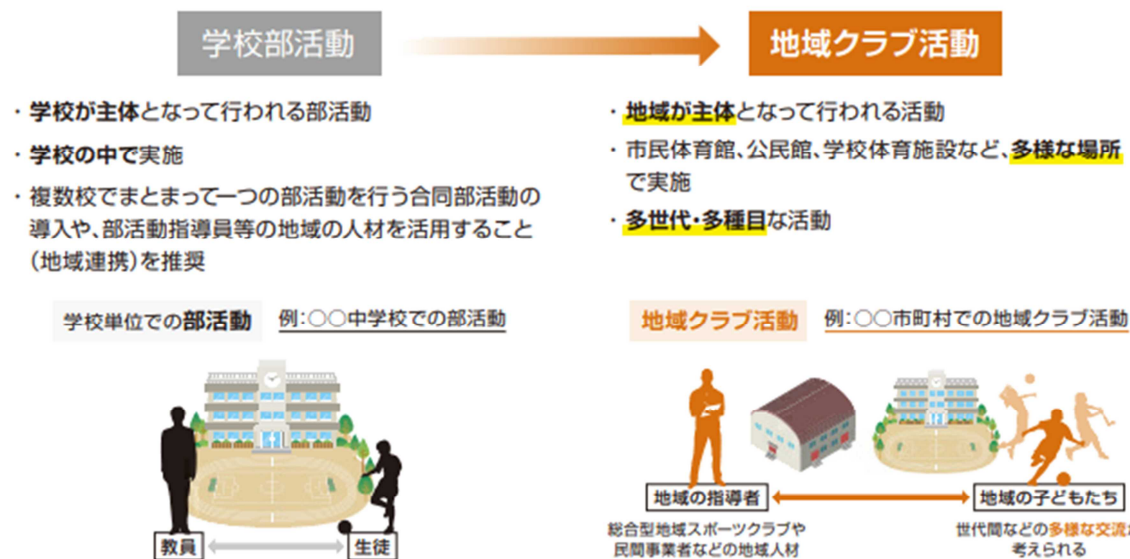 学校部活動
地域クラブ活動
・学校が主体となって行われる部活動
・学校の中で実施
・複数校でまとまって一つの部活動を行う合同部活動の
導入や、部活動指導員等の地域の人材を活用すること
(地域連携)を推奨
・地域が主体となって行われる活動
・市民体育館、公民館、学校体育施設など、多様な場所
で実施
・多世代・多種目な活動
学校単位での部活動 例:〇〇中学校での部活動
教員
生徒
地域クラブ活動 例:〇〇市町村での地域クラブ活動
地域の指導者
総合型地域スポーツクラブや
民間事業者などの地域人材
地域の子どもたち
世代間などの多様な交流が
考えられる